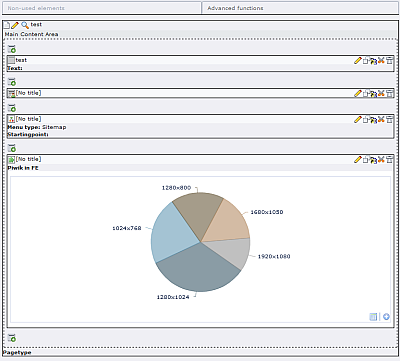 Non-used elements
Advanced functions
test
Main Content Area
test
Text:
[No title]
[No title]
Menu type: Sitemap
Startingpoint:
[No title]
Piwik in FE
1280x800
1680x1050
1024x768
1920x1080
1280x1024
Pagetype